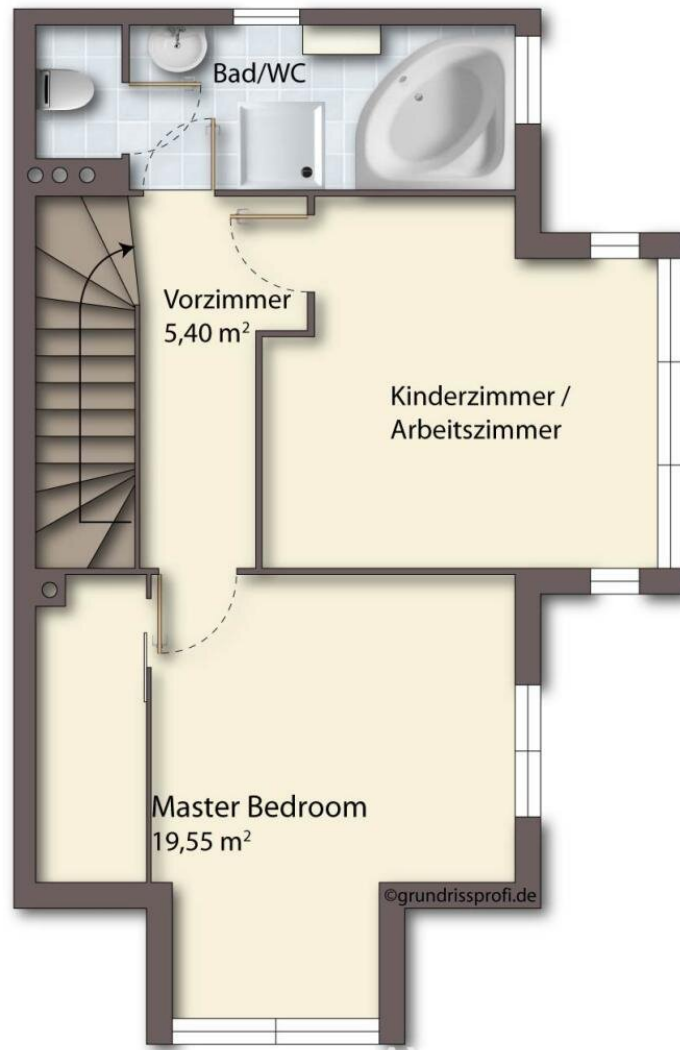 Bad/WC
Vorzimmer
5,40 m²
Kinderzimmer /
Arbeitszimmer
Master Bedroom
19,55 m²
©grundrissprofi.de